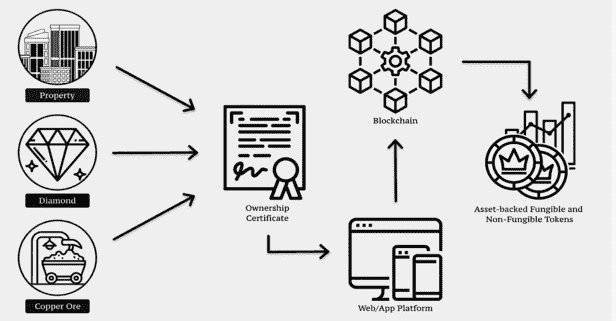 Property
Diamond
Copper Ore
Ownership
Certificate
Web/App Platform
Blockchain
Asset-backed Fungible and
Non-Fungible Tokens